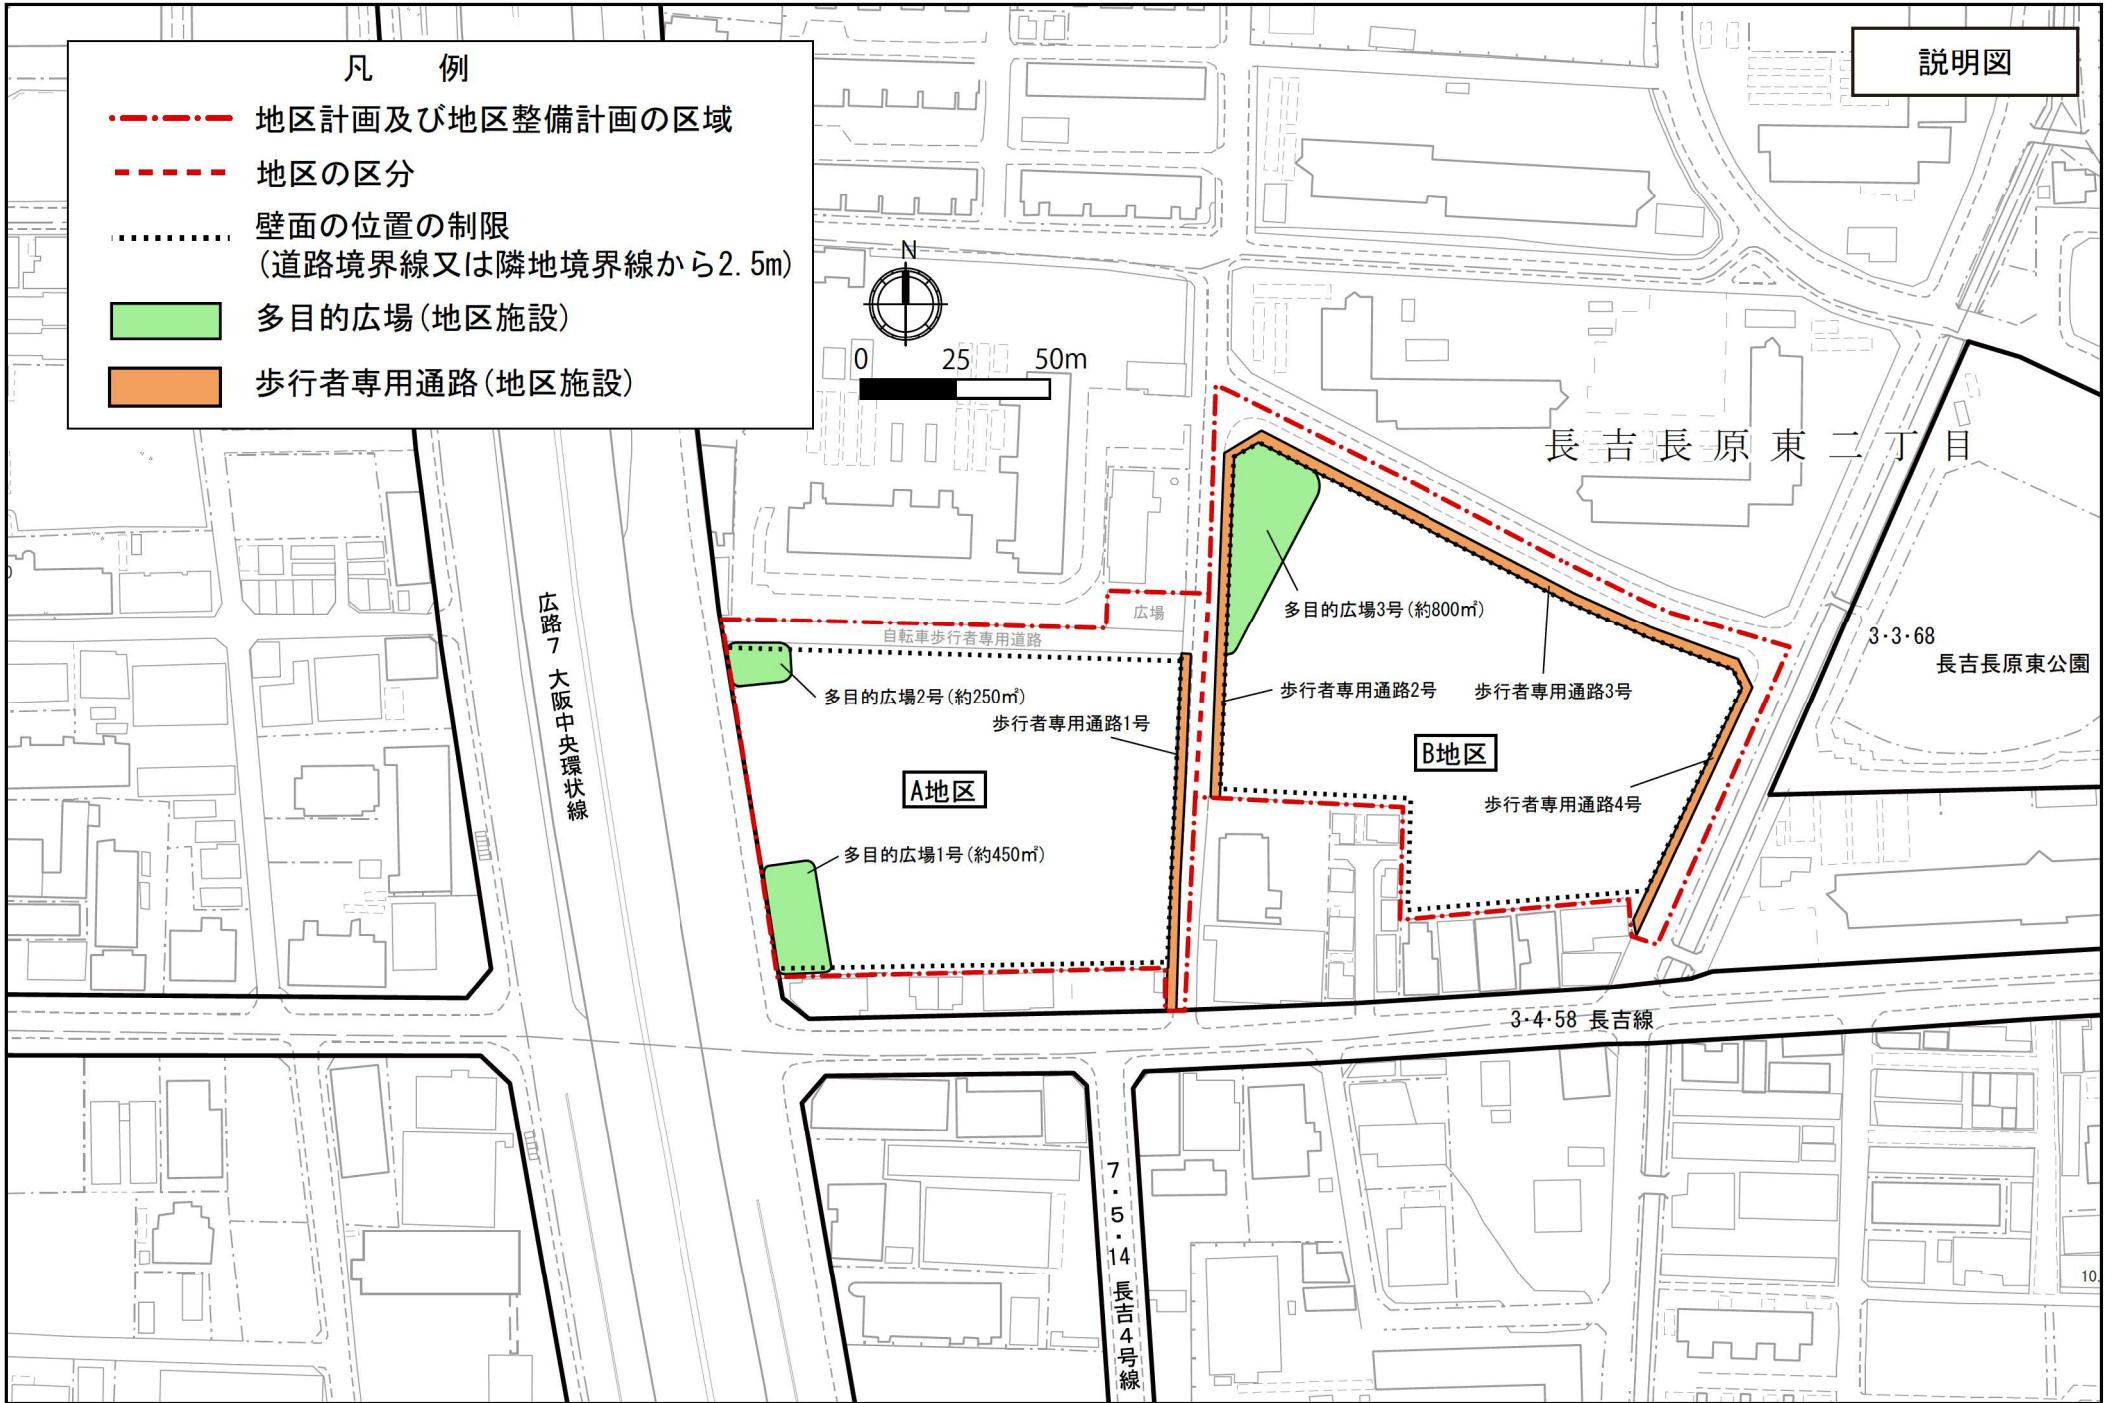 説明図
凡 例
地区計画及び地区整備計画の区域
地区の区分
壁面の位置の制限
(道路境界線又は隣地境界線から2.5m)
多目的広場(地区施設)
歩行者専用通路(地区施設)
N
0 25 50m
長吉長原東二丁目
広路7 大阪中央環状線
広場
自転車歩行者専用道路
多目的広場3号(約800㎡)
3・3・68
長吉長原東公園
多目的広場2号(約250㎡)
歩行者専用通路1号
歩行者専用通路2号
歩行者専用通路3号
A地区
B地区
歩行者専用通路4号
多目的広場1号(約450㎡)
3・4・58 長吉線
7・5・14 長吉4号線
10.